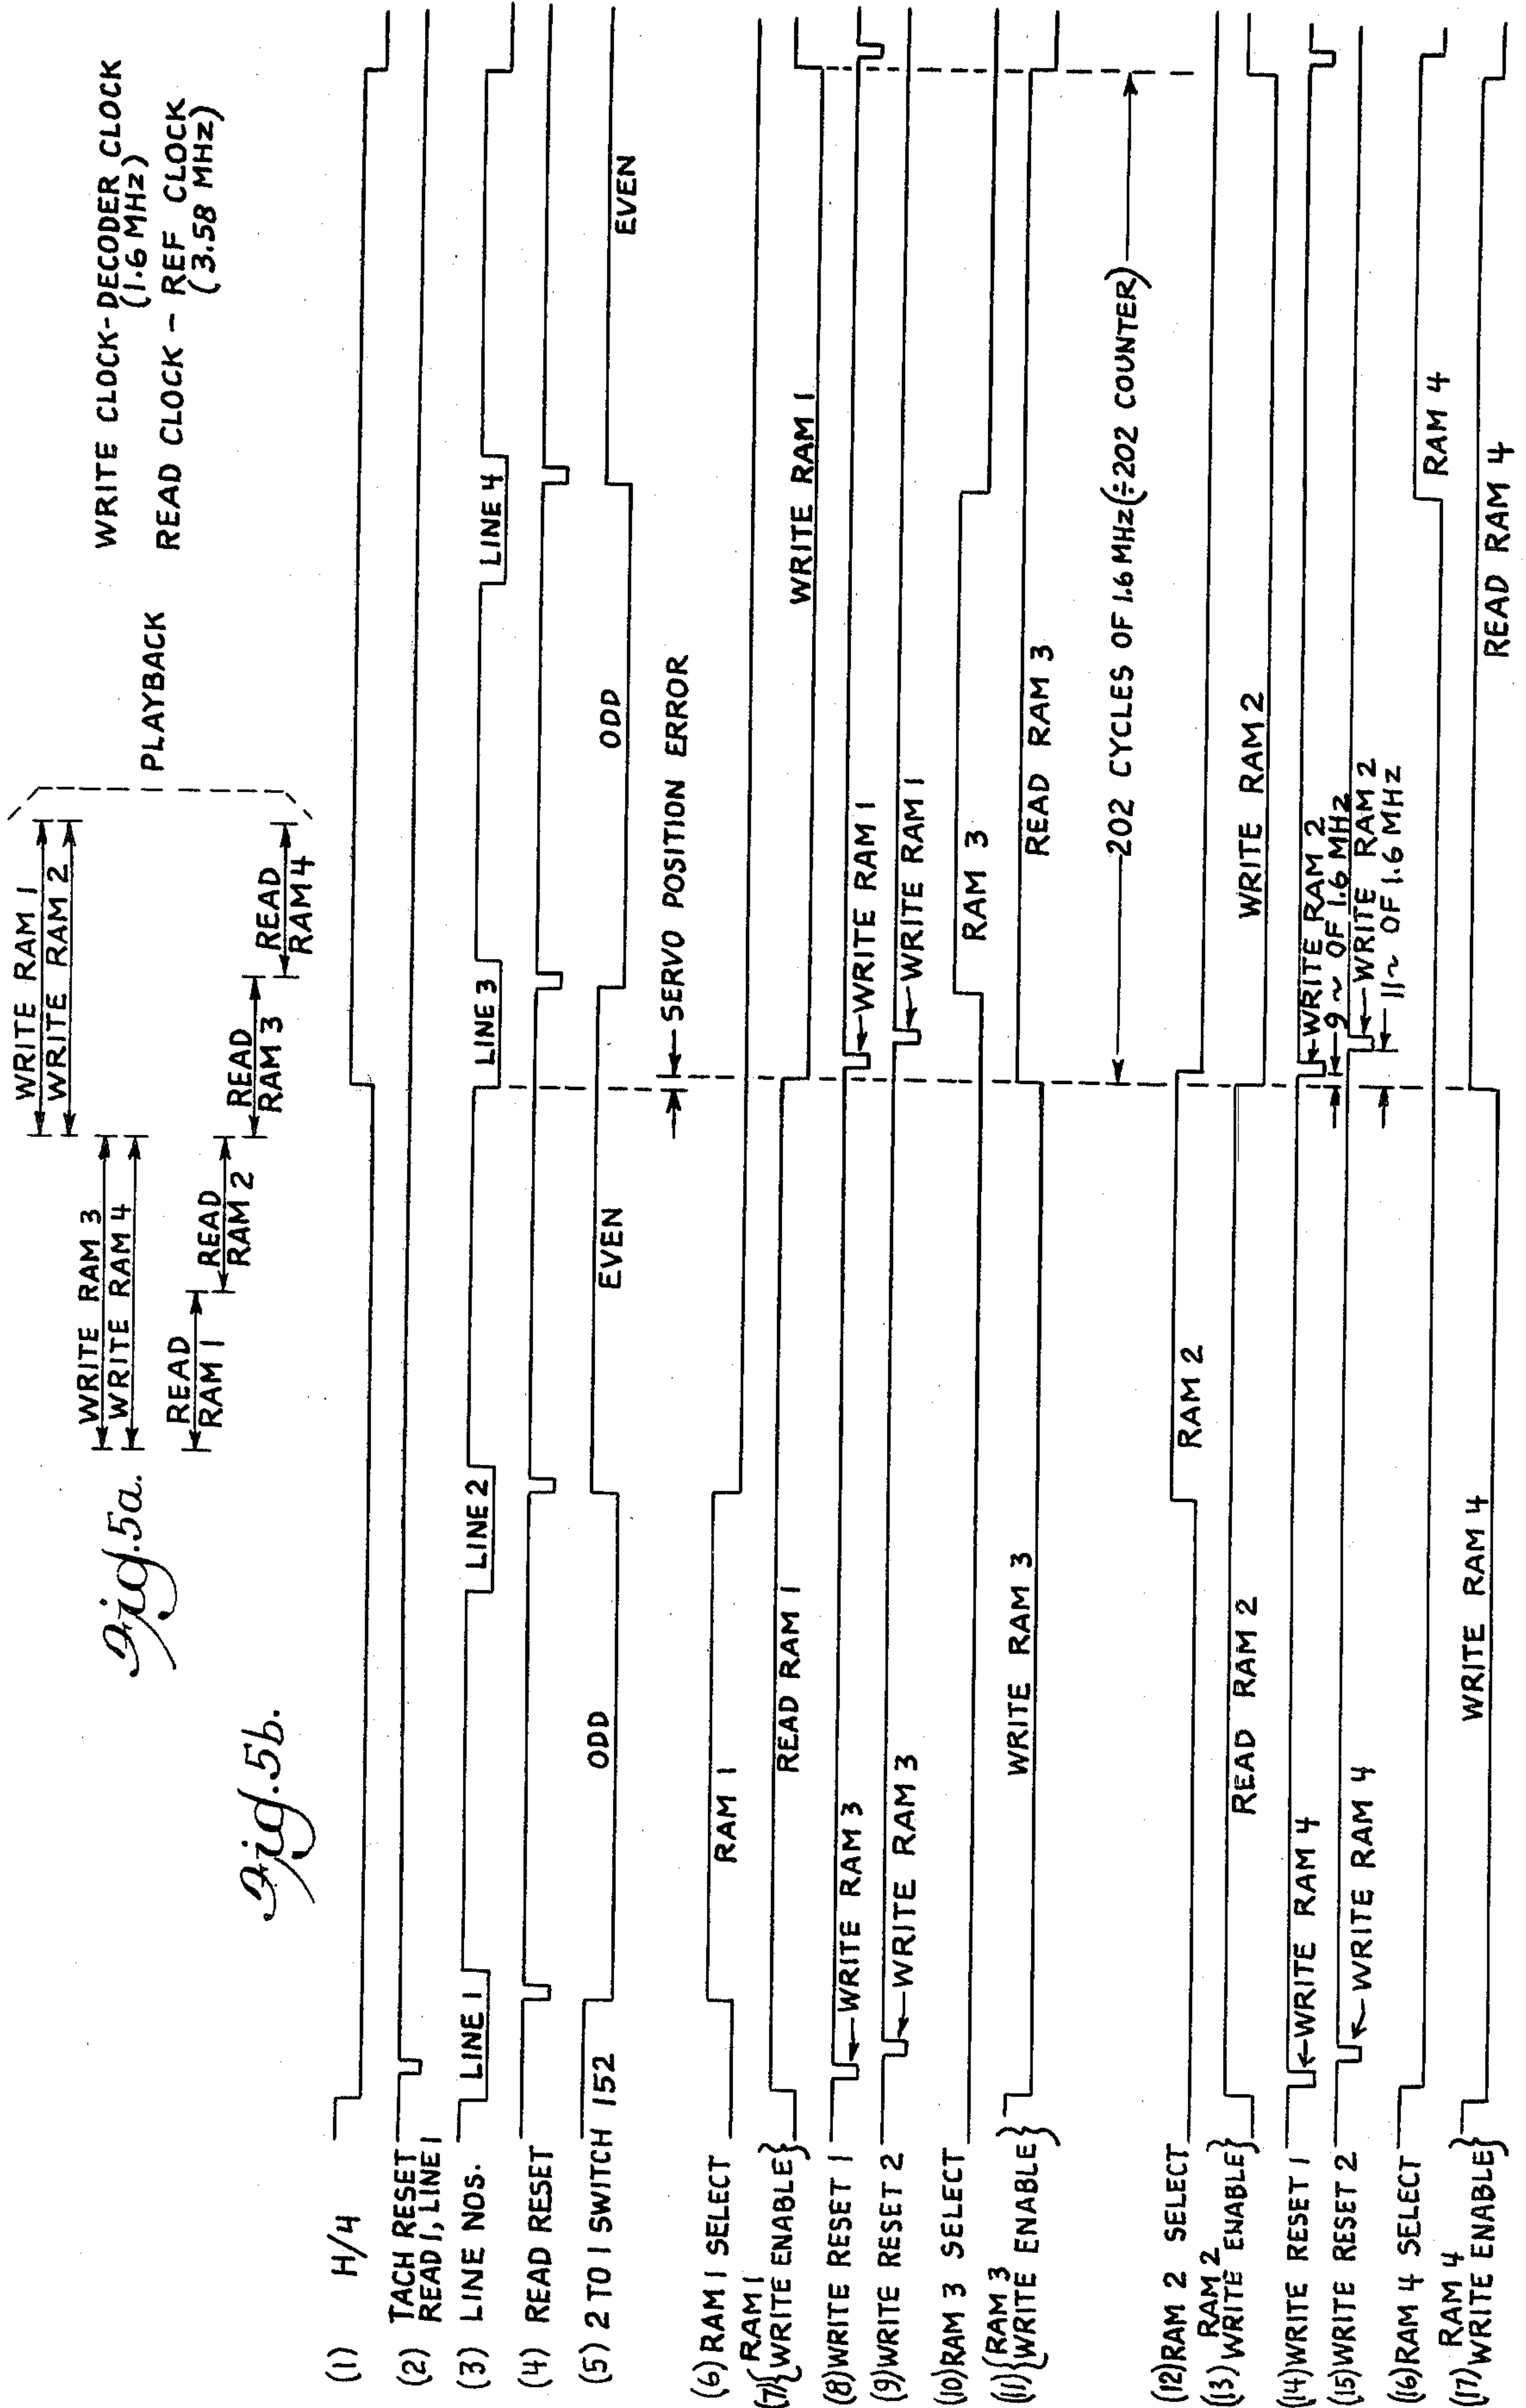 Fig. 5a.
WRITE RAM 3
WRITE RAM 4
READ
RAM 1
READ
RAM 2
WRITE RAM 1
WRITE RAM 2
READ
RAM 3
READ
RAM 4
PLAYBACK
WRITE CLOCK-DECODER CLOCK
(1.6 MHz)
READ CLOCK - REF CLOCK
(3.58 MHz)
Fig. 5b.
(1) H/4
(2) TACH RESET
READ 1, LINE 1
(3) LINE NOS.
LINE 1
LINE 2
LINE 3
LINE 4
(4) READ RESET
(5) 2 TO 1 SWITCH 152
ODD
EVEN
ODD
EVEN
SERVO POSITION ERROR
(6) RAM 1 SELECT
RAM 1
(7){RAM 1
WRITE ENABLE}
READ RAM 1
WRITE RAM 1
(8) WRITE RESET 1
WRITE RAM 3
WRITE RAM 1
(9) WRITE RESET 2
WRITE RAM 3
WRITE RAM 1
(10) RAM 3 SELECT
RAM 3
(11){RAM 3
WRITE ENABLE}
WRITE RAM 3
READ RAM 3
202 CYCLES OF 1.6 MHz (÷202 COUNTER)
(12) RAM 2 SELECT
RAM 2
RAM 2
(13) WRITE ENABLE}
READ RAM 2
WRITE RAM 2
(14) WRITE RESET 1
WRITE RAM 4
WRITE RAM 2
9 ~ OF 1.6 MHz
(15) WRITE RESET 2
WRITE RAM 4
WRITE RAM 2
11 ~ OF 1.6 MHz
(16) RAM 4 SELECT
RAM 4
RAM 4
(17) WRITE ENABLE}
WRITE RAM 4
READ RAM 4